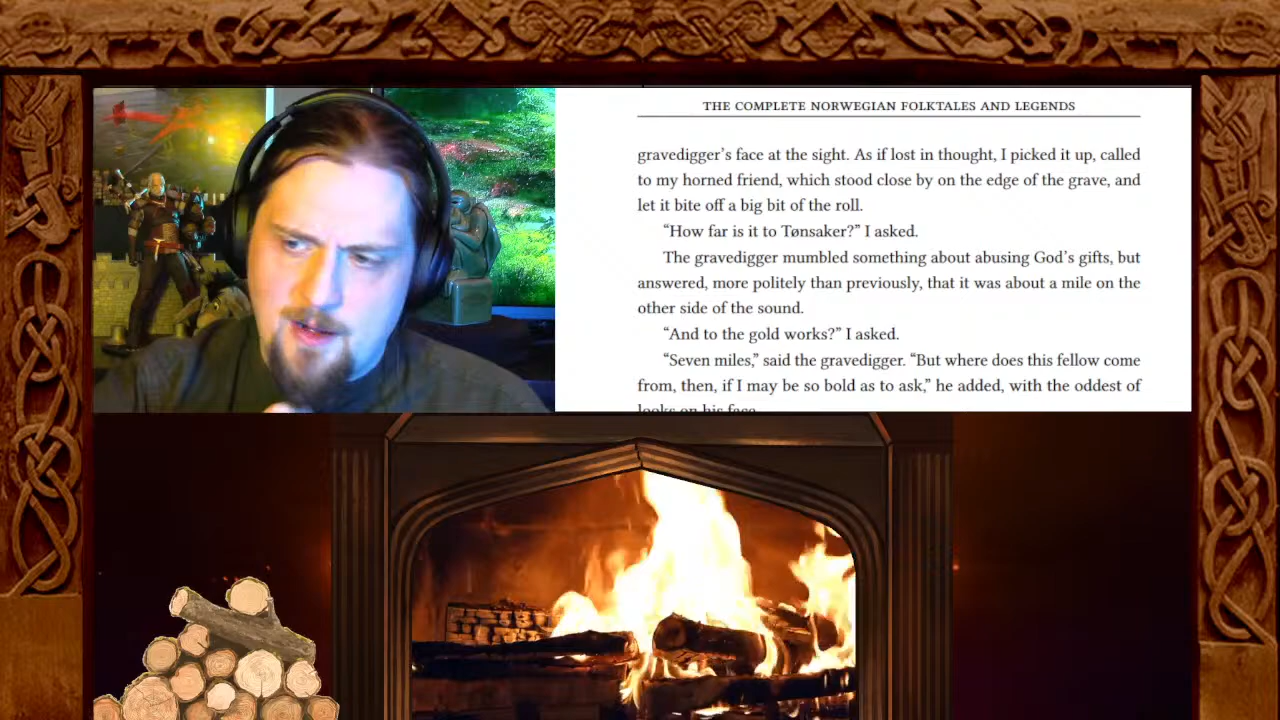 THE COMPLETE NORWEGIAN FOLKTALES AND LEGENDS
gravedigger’s face at the sight. As if lost in thought, I picked it up, called
to my horned friend, which stood close by on the edge of the grave, and
let it bite off a big bit of the roll.
“How far is it to Tønsaker?” I asked.
The gravedigger mumbled something about abusing God’s gifts, but
answered, more politely than previously, that it was about a mile on the
other side of the sound.
“And to the gold works?” I asked.
“Seven miles,” said the gravedigger. “But where does this fellow come
from, then, if I may be so bold as to ask,” he added, with the oddest of
looks on his face